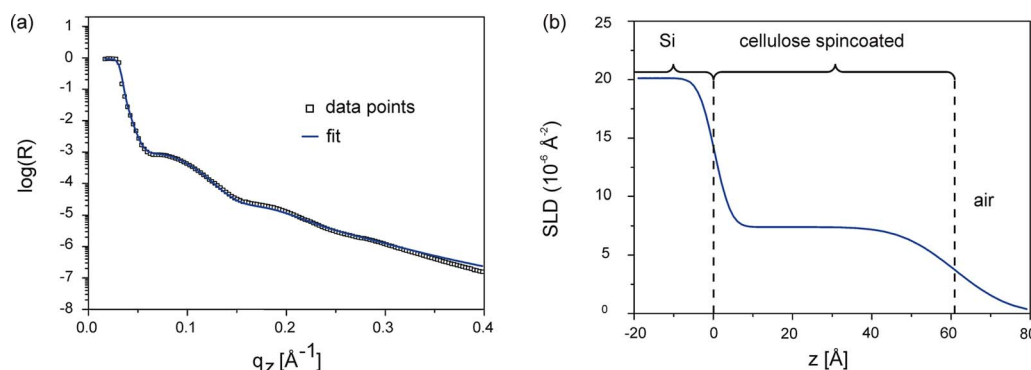 (a)
1
0
-1
-2
-3
-4
-5
-6
-7
-8
log(R)
data points
fit
0.0 0.1 0.2 0.3 0.4
qz [Å-1]
(b)
25
20
15
10
5
0
SLD (10-6 Å-2)
Si
cellulose spincoated
air
-20 0 20 40 60 80
z [Å]